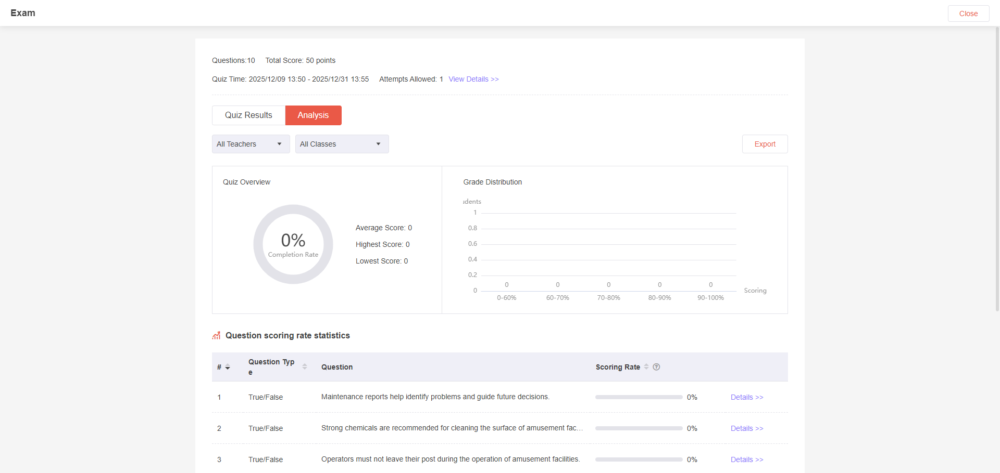 Exam
Close
Questions:10 Total Score: 50 points
Quiz Time: 2025/12/09 13:50 - 2025/12/31 13:55 Attempts Allowed: 1 View Details >>
Quiz Results Analysis
All Teachers All Classes Export
Quiz Overview
0%
Completion Rate
Average Score: 0
Highest Score: 0
Lowest Score: 0
Grade Distribution
1
0.8
0.6
0.4
0.2
0
0 0 0 0 0
Scoring
0-60% 60-70% 70-80% 80-90% 90-100%
Question scoring rate statistics
# Question Typ
e
Question Scoring Rate ?
1 True/False Maintenance reports help identify problems and guide future decisions. 0% Details >>
2 True/False Strong chemicals are recommended for cleaning the surface of amusement fac... 0% Details >>
3 True/False Operators must not leave their post during the operation of amusement facilities. 0% Details >>